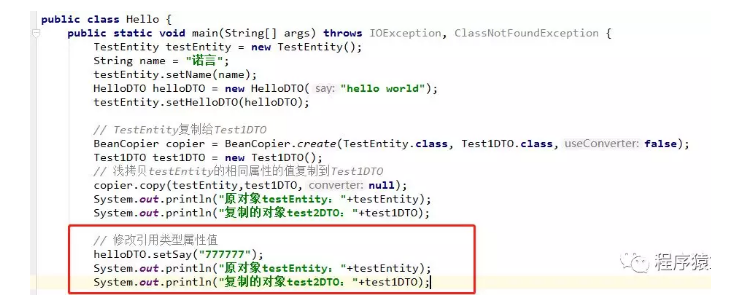 public class Hello {
public static void main(String[] args) throws IOException, ClassNotFoundException {
TestEntity testEntity = new TestEntity();
String name = "诺言";
testEntity.setName(name);
HelloDTO helloDTO = new HelloDTO( say: "hello world");
testEntity.setHelloDTO(helloDTO);
// TestEntity复制给Test1DTO
BeanCopier copier = BeanCopier.create(TestEntity.class, Test1DTO.class, useConverter: false);
Test1DTO test1DTO = new Test1DTO();
// 浅拷贝testEntity的相同属性的值复制到Test1DTO
copier.copy(testEntity,test1DTO, converter: null);
System.out.println("原对象testEntity："+testEntity);
System.out.println("复制的对象test2DTO："+test1DTO);
// 修改引用类型属性值
helloDTO.setSay("777777");
System.out.println("原对象testEntity："+testEntity);
System.out.println("复制的对象test2DTO："+test1DTO);
程序猿